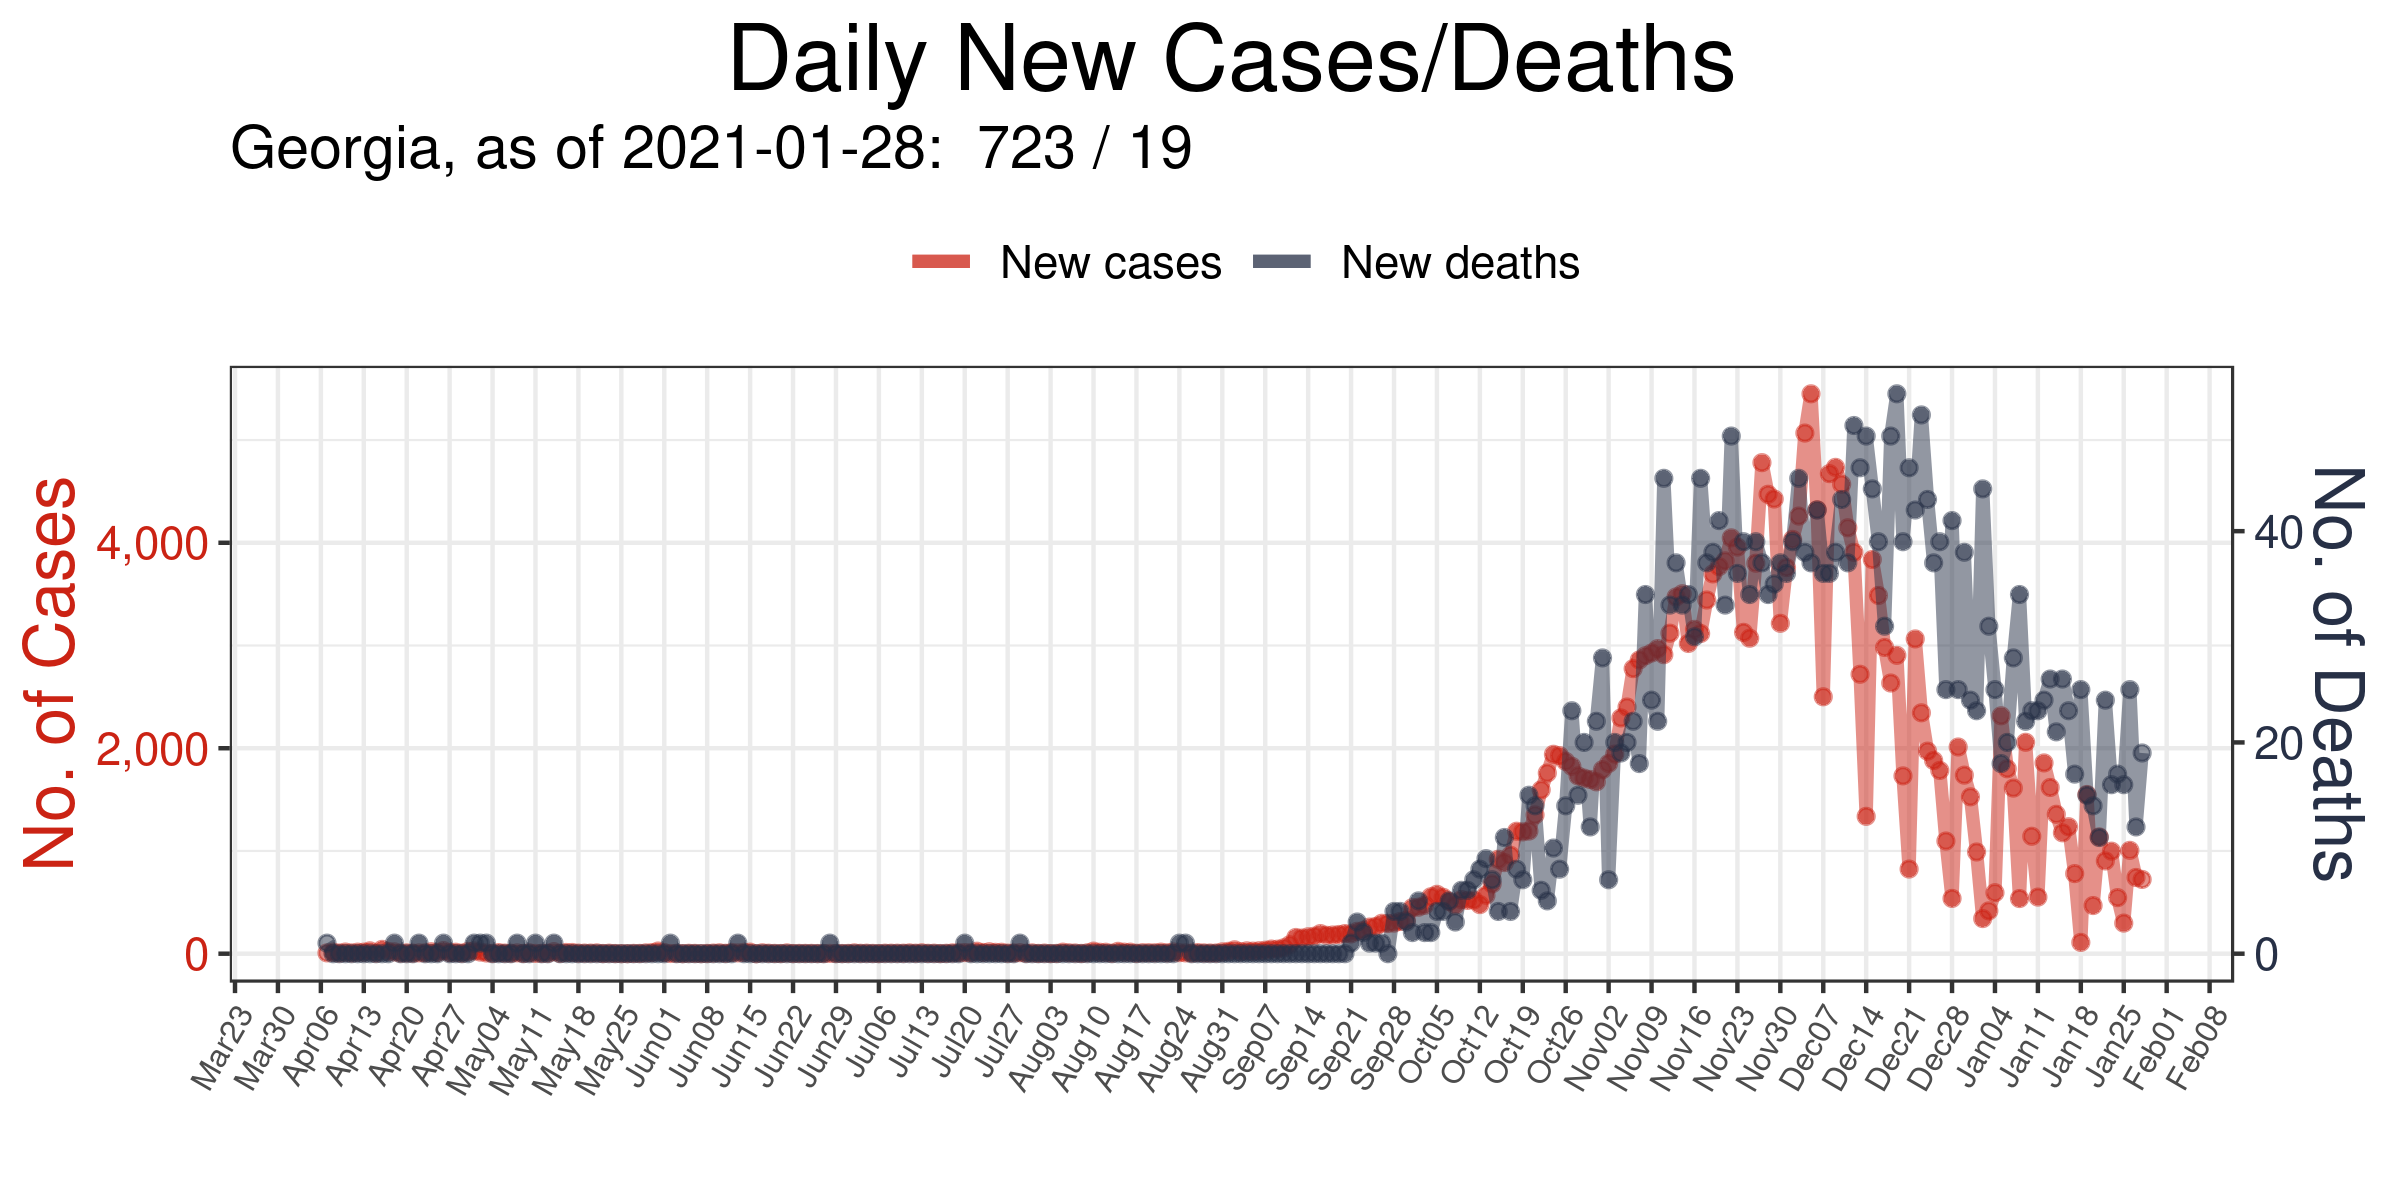 Daily New Cases/Deaths
Georgia, as of 2021-01-28:  723 / 19
New cases New deaths
No. of Cases
4,000
2,000
0
40
20
0
No. of Deaths
Mar23 Mar30 Apr06 Apr13 Apr20 Apr27 May04 May11 May18 May25 Jun01 Jun08 Jun15 Jun22 Jun29 Jul06 Jul13 Jul20 Jul27 Aug03 Aug10 Aug17 Aug24 Aug31 Sep07 Sep14 Sep21 Sep28 Oct05 Oct12 Oct19 Oct26 Nov02 Nov09 Nov16 Nov23 Nov30 Dec07 Dec14 Dec21 Dec28 Jan04 Jan11 Jan18 Jan25 Feb01 Feb08